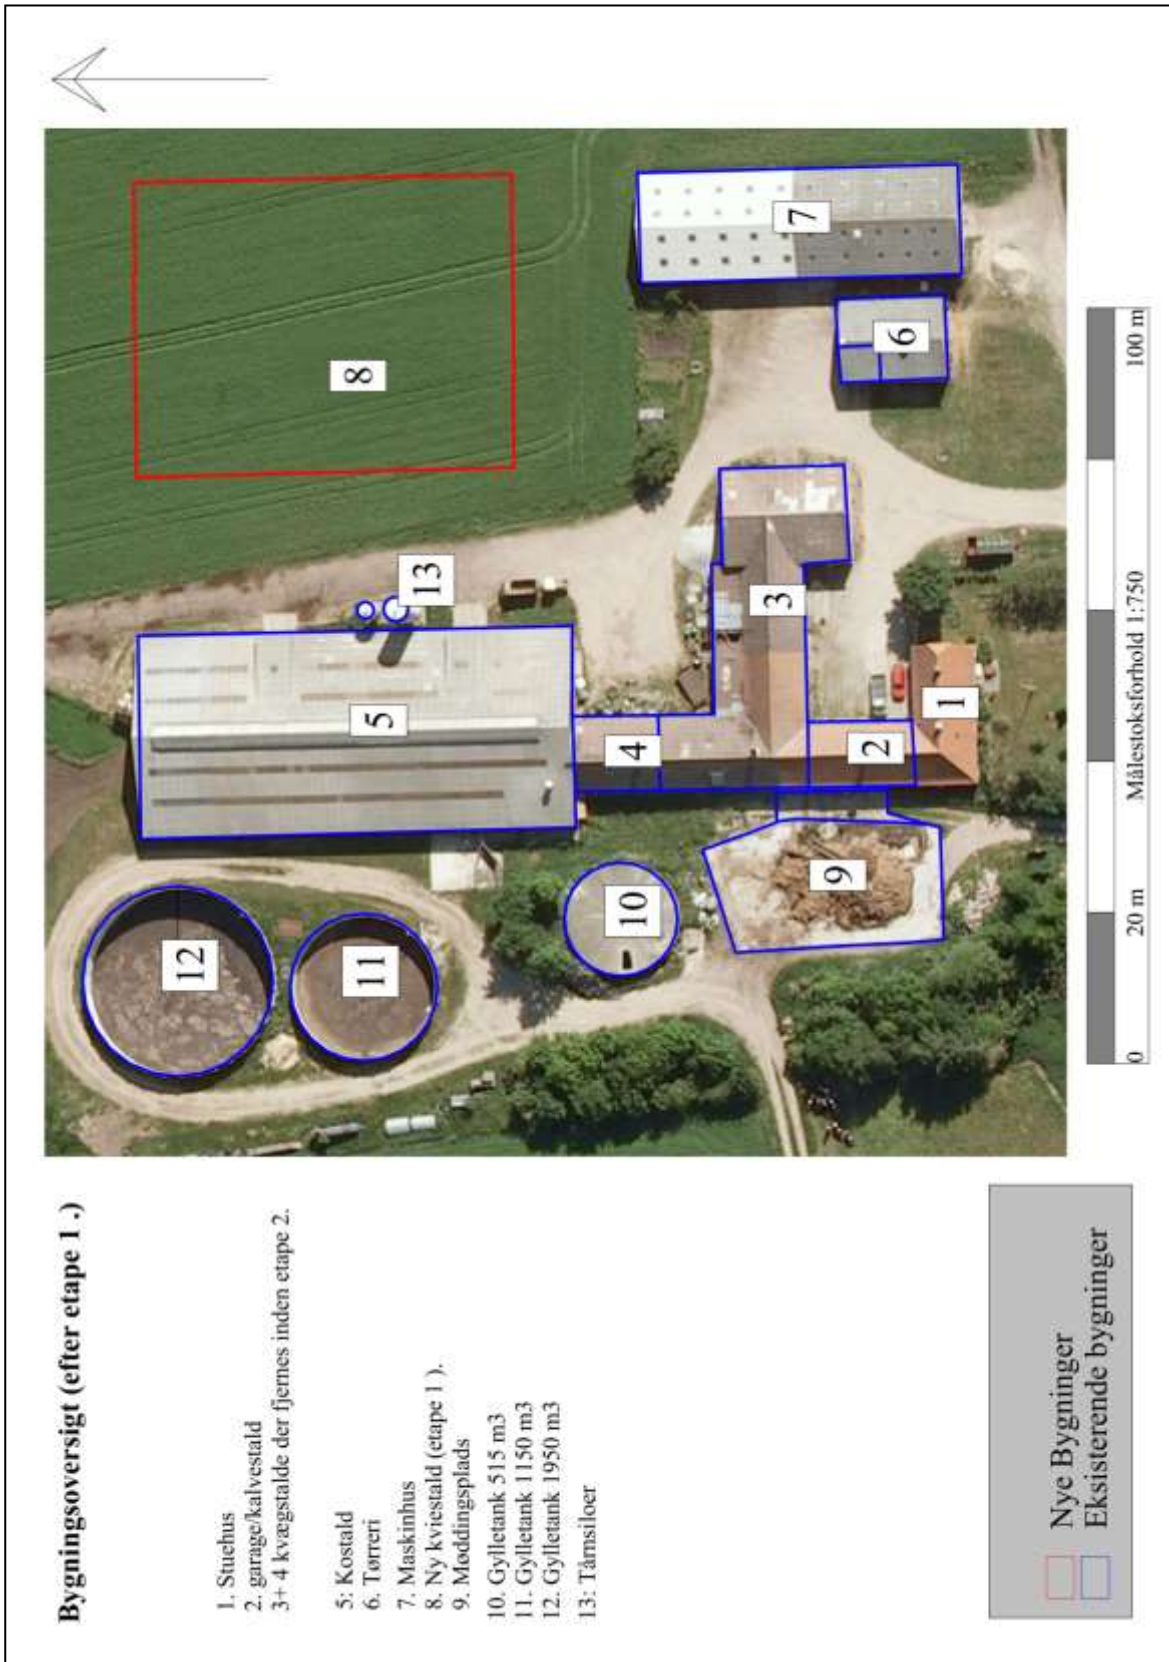 Bygningsoversigt (efter etape 1 .)
1. Stuehus
2. garage/kalvestald
3+ 4 kvægstalde der fjernes inden etape 2.
5: Kostald
6. Tørreri
7. Maskinhus
8. Ny kviestald (etape 1 ).
9. Møddingsplads
10. Gylletank 515 m3
11. Gylletank 1150 m3
12. Gylletank 1950 m3
13: Tårnsiloer
Nye Bygninger
Eksisterende bygninger
12
11
10
9
5
4
2
1
13
3
8
7
6
0
20 m
Målestoksforhold 1:750
100 m